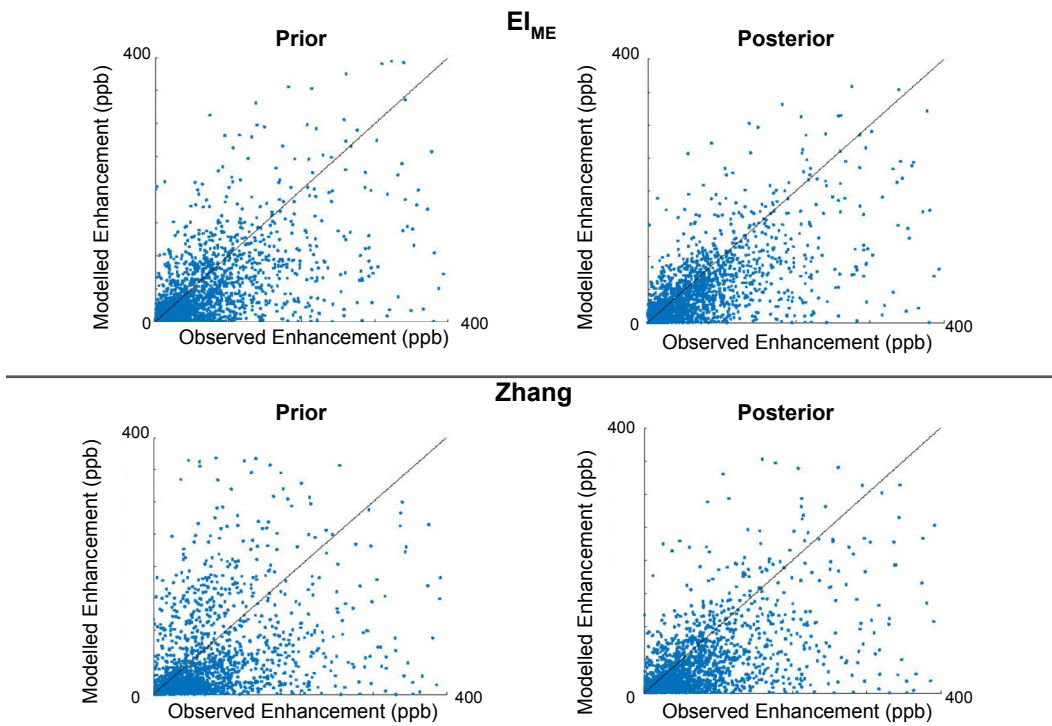 EI_ME
Prior
Posterior
400
Modelled Enhancement (ppb)
0
Observed Enhancement (ppb)
400
400
Modelled Enhancement (ppb)
0
Observed Enhancement (ppb)
400
Zhang
Prior
Posterior
400
Modelled Enhancement (ppb)
0
Observed Enhancement (ppb)
400
400
Modelled Enhancement (ppb)
0
Observed Enhancement (ppb)
400